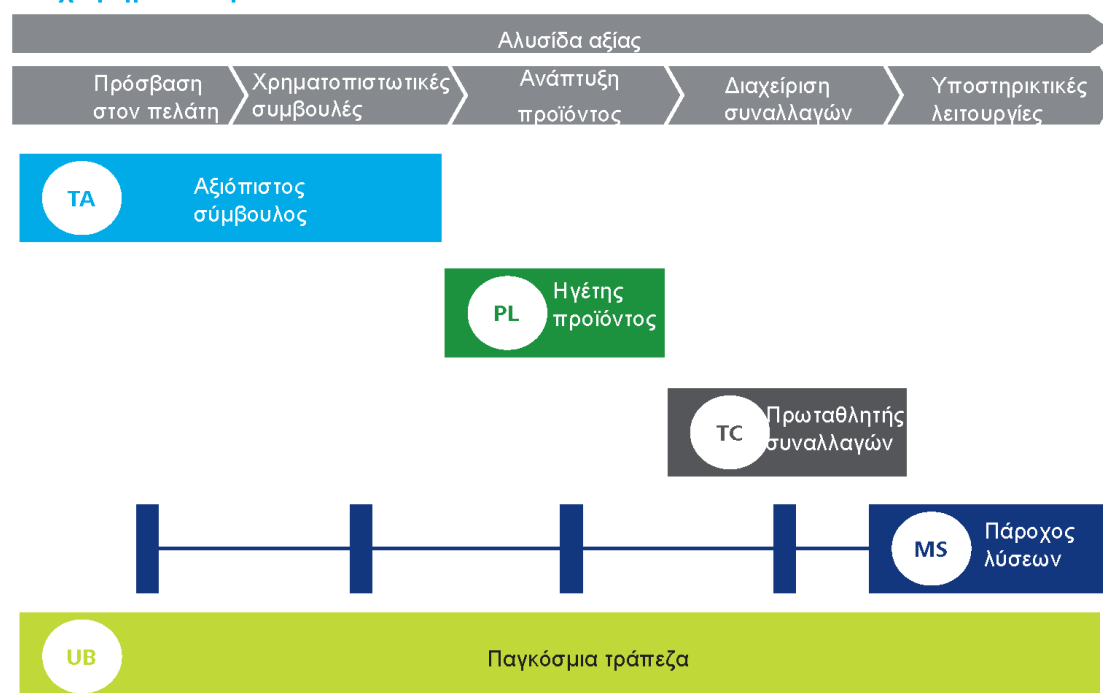 Αλυσίδα αξίας
Πρόσβαση
στον πελάτη
Χρηματοπιστωτικές
συμβουλές
Ανάπτυξη
προϊόντος
Διαχείριση
συναλλαγών
Υποστηρικτικές
λειτουργίες
TA
Αξιόπιστος
σύμβουλος
PL
Ηγέτης
προϊόντος
TC
Πρωταθλητής
συναλλαγών
MS
Πάροχος
λύσεων
UB
Παγκόσμια τράπεζα